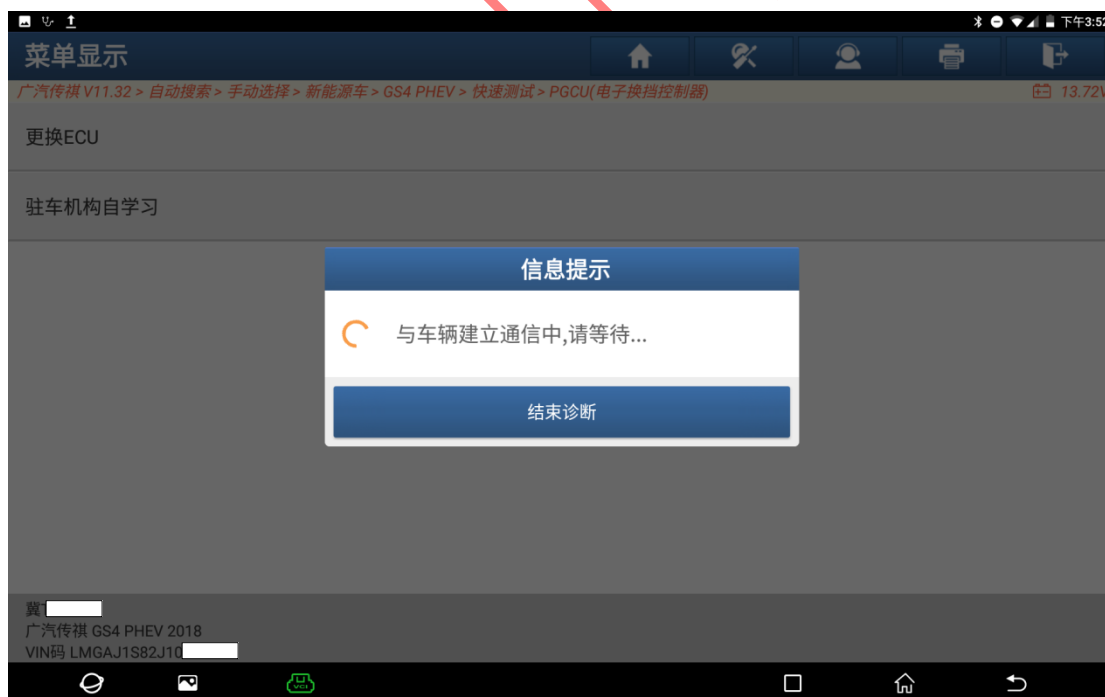 下午3:52
菜单显示
广汽传祺 V11.32 > 自动搜索 > 手动选择 > 新能源车 > GS4 PHEV > 快速测试 > PGCU(电子换挡控制器)
13.72V
更换ECU
驻车机构自学习
信息提示
与车辆建立通信中,请等待...
结束诊断
冀
广汽传祺 GS4 PHEV 2018
VIN码 LMGAJ1S82J10
VCI